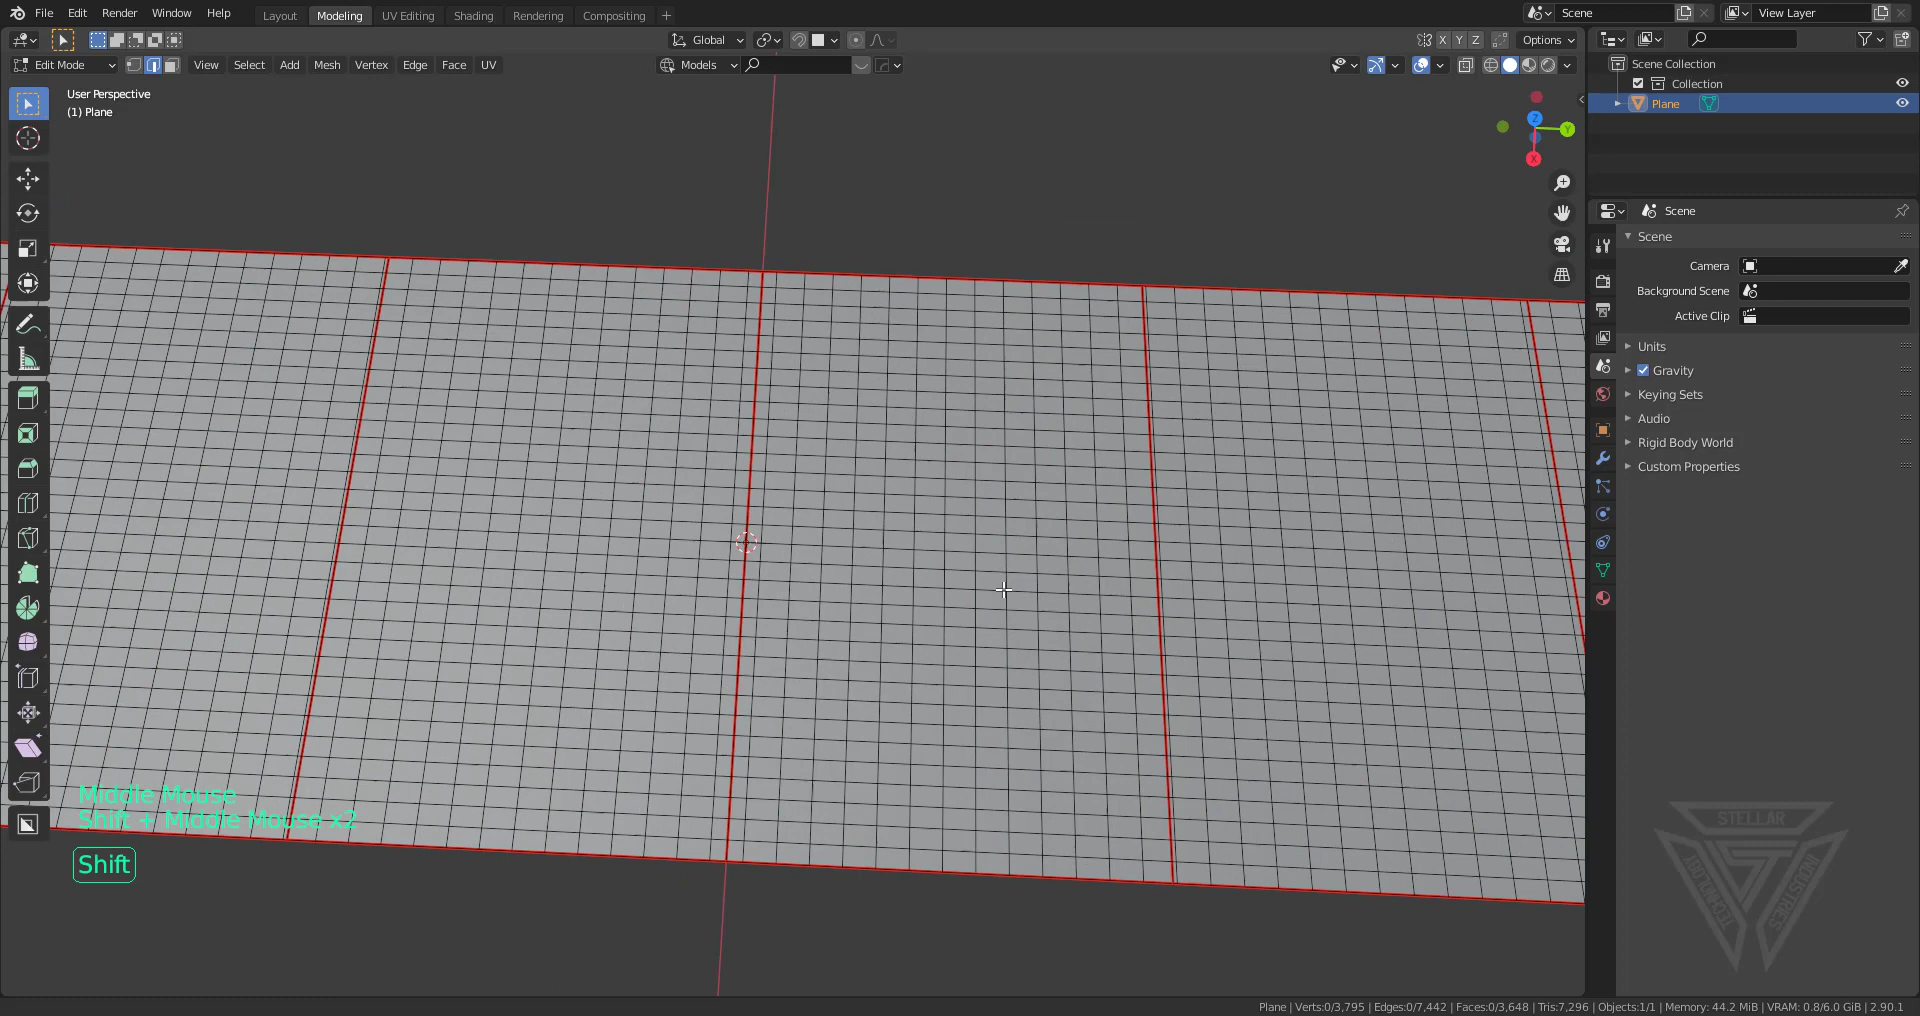 File Edit Render Window Help Layout Modeling UV Editing Shading Rendering Compositing + Scene View Layer
Global X Y Z Options
Edit Mode View Select Add Mesh Vertex Edge Face UV Models
User Perspective
(1) Plane
Z
Y
X
Scene Collection
Collection
Plane
Scene
Scene
Camera
Background Scene
Active Clip
Units
Gravity
Keying Sets
Audio
Rigid Body World
Custom Properties
Middle Mouse
Shift + Middle Mouse x2
Shift
STELLAR
Plane | Verts:0/3,795 | Edges:0/7,442 | Faces:0/3,648 | Tris:7,296 | Objects:1/1 | Memory: 44.2 MiB | VRAM: 0.8/6.0 GiB | 2.90.1